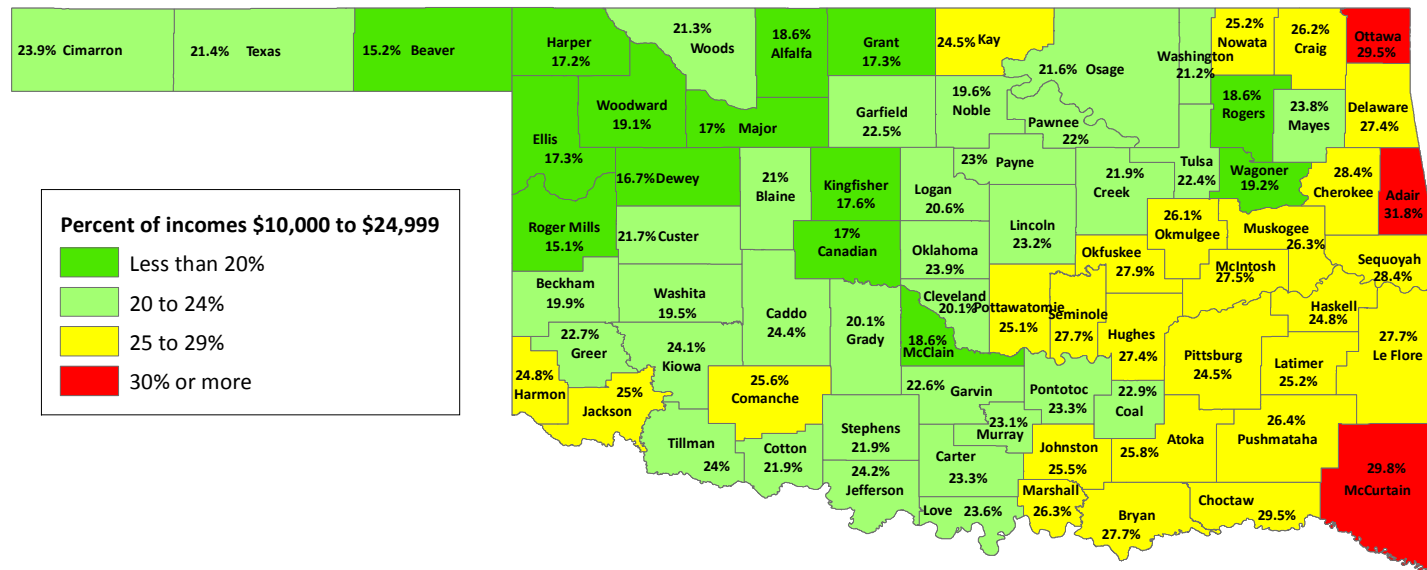 23.9% Cimarron
21.4% Texas
15.2% Beaver
Harper
17.2%
21.3%
Woods
18.6%
Alfalfa
Grant
17.3%
24.5% Kay
21.6% Osage
Washington
21.2%
25.2%
Nowata
26.2%
Craig
Ottawa
29.5%
Woodward
19.1%
17% Major
Garfield
22.5%
19.6%
Noble
Pawnee
22%
18.6%
Rogers
23.8%
Mayes
Delaware
27.4%
Ellis
17.3%
16.7% Dewey
21%
Blaine
Kingfisher
17.6%
Logan
20.6%
23% Payne
21.9%
Creek
Tulsa
22.4%
Wagoner
19.2%
28.4%
Cherokee
Adair
31.8%
Percent of incomes $10,000 to $24,999
Less than 20%
20 to 24%
25 to 29%
30% or more
Roger Mills
15.1%
21.7% Custer
17%
Canadian
Oklahoma
23.9%
Lincoln
23.2%
26.1%
Okmulgee
Muskogee
26.3%
Okfuskee
27.9%
McIntosh
27.5%
Sequoyah
28.4%
Beckham
19.9%
Washita
19.5%
Caddo
24.4%
20.1%
Grady
Cleveland
20.1%
Pottawatomie
25.1%
Seminole
27.7%
Hughes
27.4%
Haskell
24.8%
22.7%
Greer
24.1%
Kiowa
18.6%
McClain
Pittsburg
24.5%
Latimer
25.2%
27.7%
Le Flore
24.8%
Harmon
25%
Jackson
25.6%
Comanche
22.6% Garvin
Pontotoc
23.3%
22.9%
Coal
Tillman
24%
Cotton
21.9%
Stephens
21.9%
23.1%
Murray
Johnston
25.5%
Atoka
25.8%
26.4%
Pushmataha
24.2%
Jefferson
Carter
23.3%
Love 23.6%
Marshall
26.3%
Bryan
27.7%
Choctaw
29.5%
29.8%
McCurtain